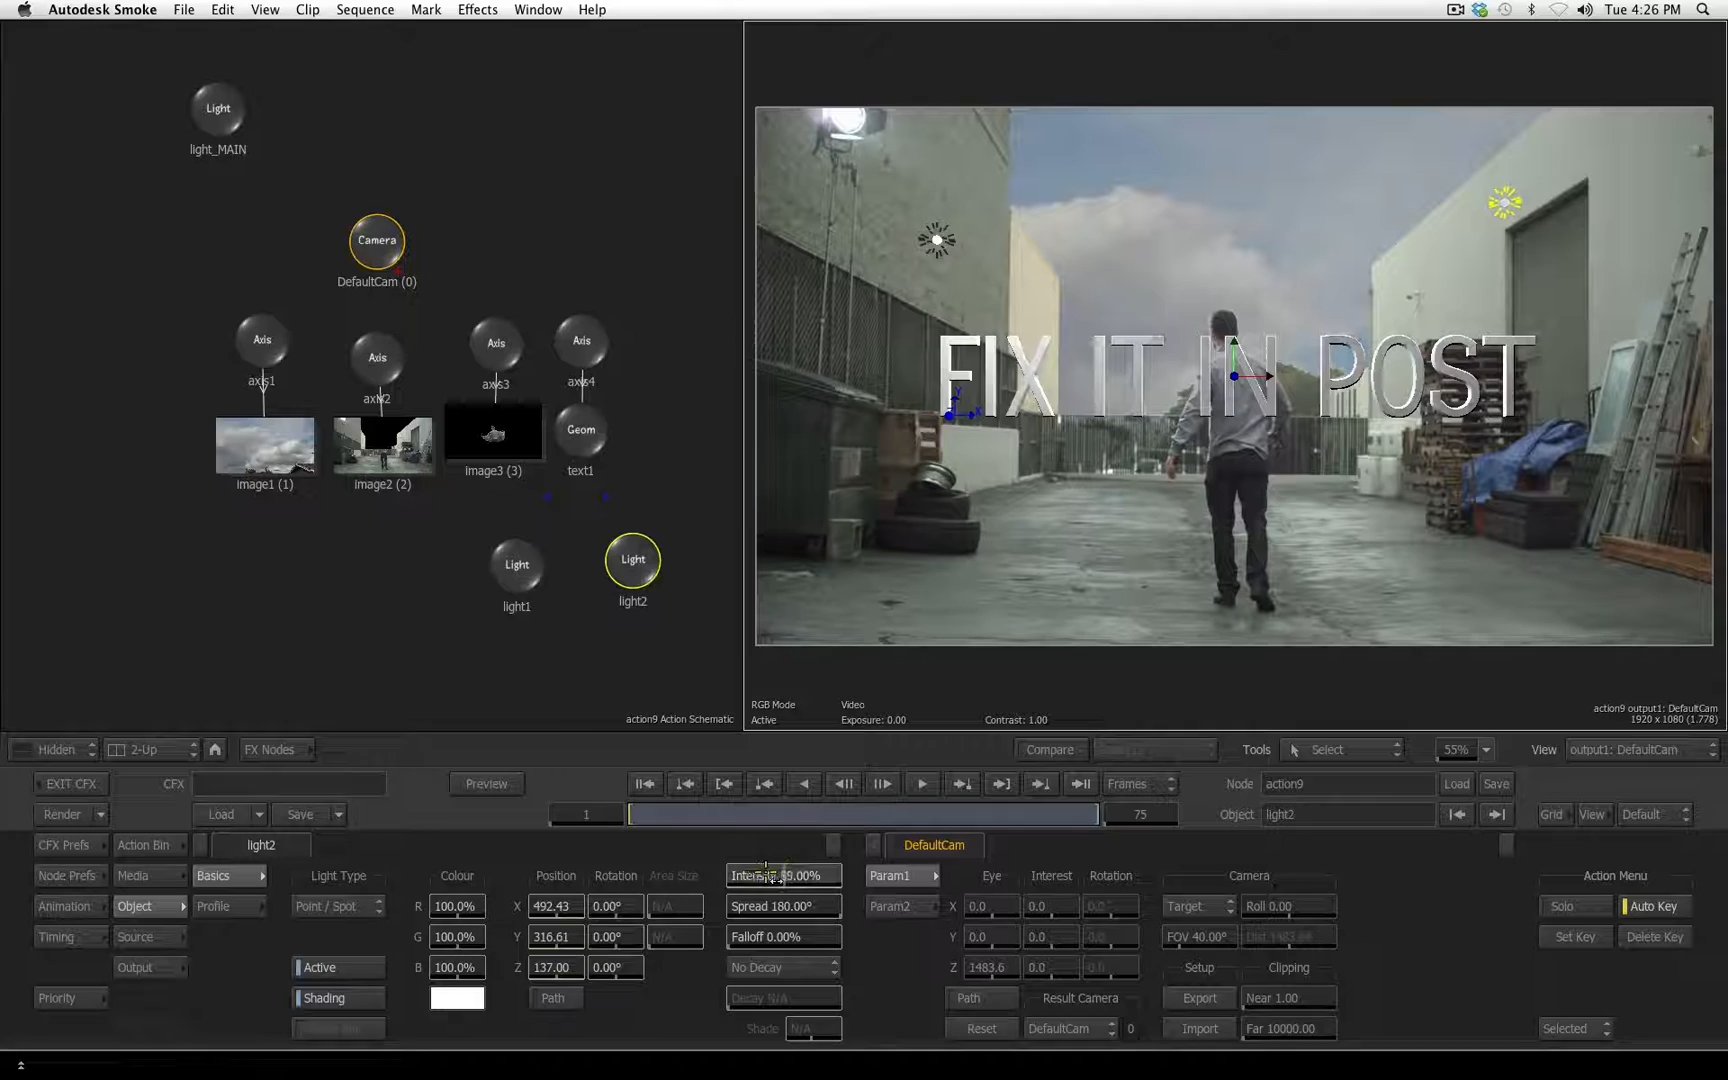 Autodesk Smoke File Edit View Clip Sequence Mark Effects Window Help Tue 4:26 PM
Light
light_MAIN
Camera
DefaultCam (0)
Axis Axis Axis Axis
axis1 axis2 axis3 axis4
Geom
image1 (1) image2 (2) image3 (3) text1
Light Light
light1 light2
FIX IT IN POST
action9 Action Schematic
RGB Mode Video action9 output1: DefaultCam
Active Exposure: 0.00 Contrast: 1.00 1920 x 1080 (1.778)
Hidden 2-Up FX Nodes Compare Tools Select 55% View output1: DefaultCam
EXIT CFX CFX Preview Frames Node action9 Load Save
Render Load Save 1 75 Object light2 Grid View Default
CFX Prefs Action Bin light2 DefaultCam
Node Prefs Media Basics Light Type Colour Position Rotation Area Size Param1 Eye Interest Rotation Camera Action Menu
Animation Object Profile Point / Spot R 100.0% X 492.43 0.00° N/A Spread 180.00° Param2 X 0.0 0.0 0.0 Target Roll 0.00 Solo Auto Key
Timing Source G 100.0% Y 316.61 0.00° N/A Falloff 0.00% Y 0.0 0.0 0.0 FOV 40.00° Set Key Delete Key
Output Active B 100.0% Z 137.00 0.00° No Decay Z 1483.6 0.0 0.0 Setup Clipping
Priority Shading Path Decay N/A Path Result Camera Export Near 1.00
Shade N/A Reset DefaultCam 0 Import Far 10000.00 Selected